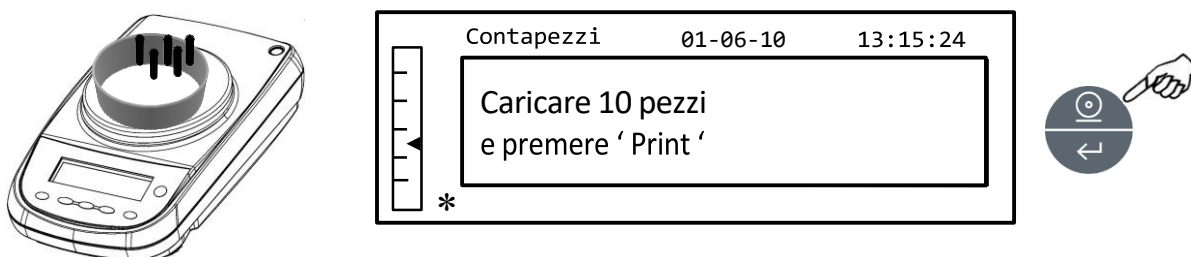 Contapezzi 01-06-10 13:15:24
Caricare 10 pezzi
e premere ‘ Print ‘
*